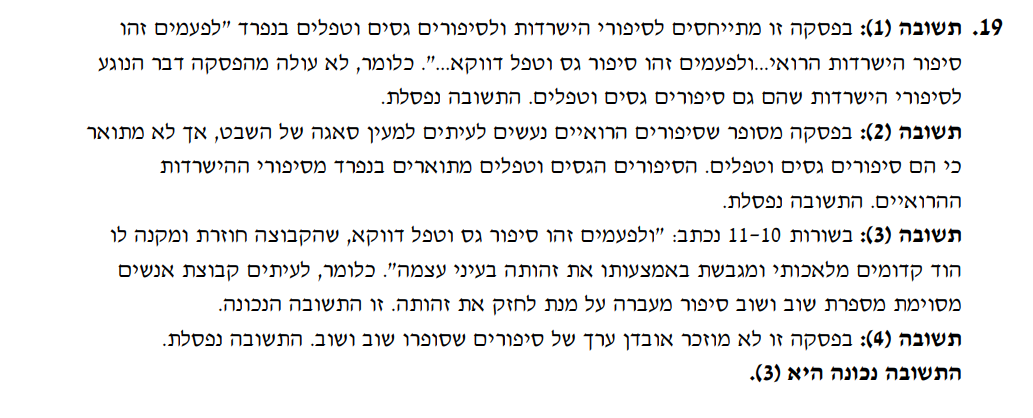 19. תשובה (1): בפסקה זו מתייחסים לסיפורי הישרדות ולסיפורים גסים וטפלים בנפרד "לפעמים זהו
סיפור הישרדות הרואי...ולפעמים זהו סיפור גס וטפל דווקא...". כלומר, לא עולה מהפסקה דבר הנוגע
לסיפורי הישרדות שהם גם סיפורים גסים וטפלים. התשובה נפסלת.
תשובה (2): בפסקה מסופר שסיפורים הרואיים נעשים לעיתים למעין סאגה של השבט, אך לא מתואר
כי הם סיפורים גסים וטפלים. הסיפורים הגסים וטפלים מתוארים בנפרד מסיפורי ההישרדות
ההרואיים. התשובה נפסלת.
תשובה (3): בשורות 10-11 נכתב: "ולפעמים זהו סיפור גס וטפל דווקא, שהקבוצה חוזרת ומקנה לו
הוד קדומים מלאכותי ומגבשת באמצעותו את זהותה בעיני עצמה". כלומר, לעיתים קבוצת אנשים
מסוימת מספרת שוב ושוב סיפור מעברה על מנת לחזק את זהותה. זו התשובה הנכונה.
תשובה (4): בפסקה זו לא מוזכר אובדן ערך של סיפורים שסופרו שוב ושוב. התשובה נפסלת.
התשובה נכונה היא (3).